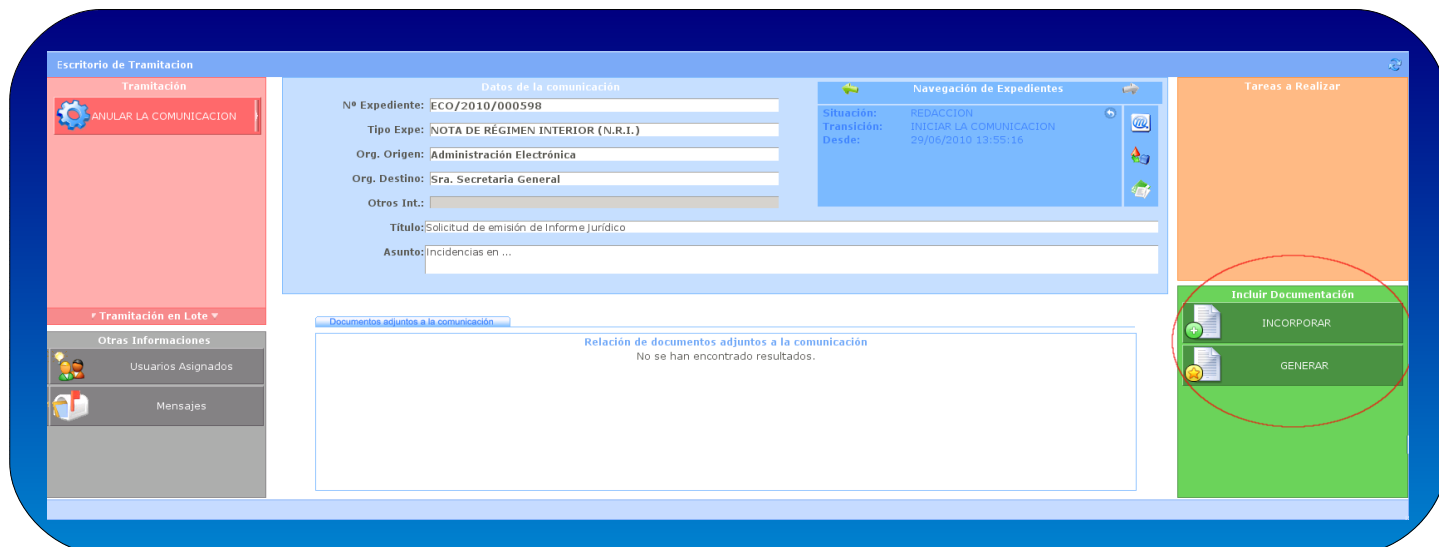 Escritorio de Tramitacion
Tramitación
ANULAR LA COMUNICACION
Tramitación en Lote
Otras Informaciones
Usuarios Asignados
Mensajes
Datos de la comunicación
Nº Expediente: ECO/2010/000598
Tipo Expe: NOTA DE RÉGIMEN INTERIOR (N.R.I.)
Org. Origen: Administración Electrónica
Org. Destino: Sra. Secretaria General
Otros Int.:
Título: Solicitud de emisión de Informe Jurídico
Asunto: Incidencias en ...
Navegación de Expedientes
Situación: REDACCION
Transición: INICIAR LA COMUNICACION
Desde: 29/06/2010 13:55:16
Documentos adjuntos a la comunicación
Relación de documentos adjuntos a la comunicación
No se han encontrado resultados.
Tareas a Realizar
Incluir Documentación
INCORPORAR
GENERAR